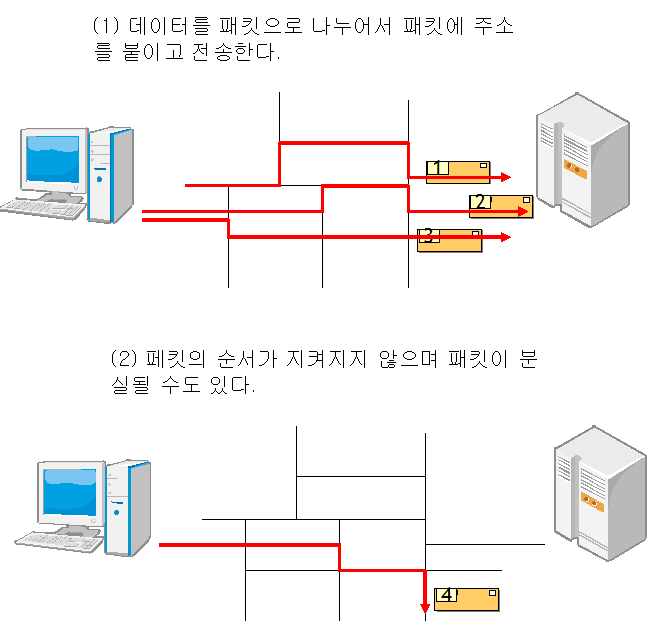 (1) 데이터를 패킷으로 나누어서 패킷에 주소
를 붙이고 전송한다.
1
2
3
(2) 페킷의 순서가 지켜지지 않으며 패킷이 분
실될 수도 있다.
4